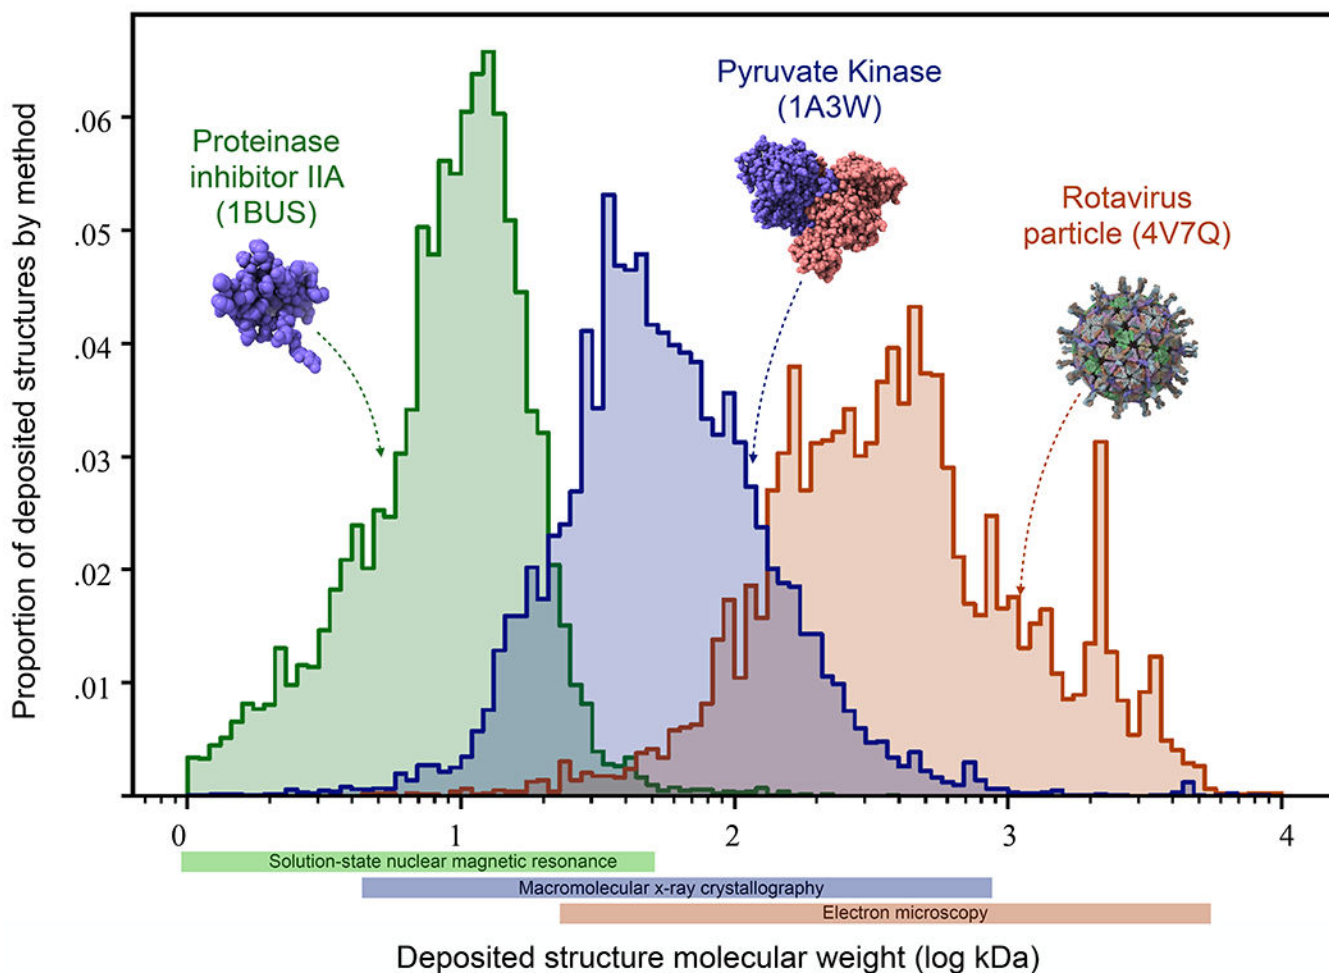 Proportion of deposited structures by method
.06
.05
.04
.03
.02
.01
Proteinase
inhibitor IIA
(1BUS)
Pyruvate Kinase
(1A3W)
Rotavirus
particle (4V7Q)
0 1 2 3 4
Solution-state nuclear magnetic resonance
Macromolecular x-ray crystallography
Electron microscopy
Deposited structure molecular weight (log kDa)